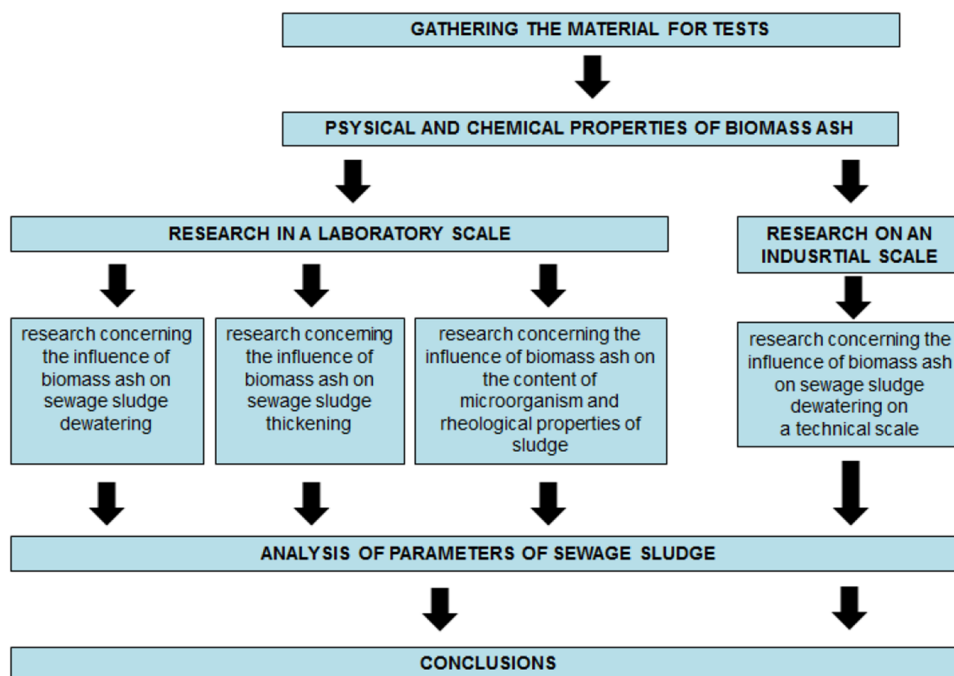 GATHERING THE MATERIAL FOR TESTS
PSYSICAL AND CHEMICAL PROPERTIES OF BIOMASS ASH
RESEARCH IN A LABORATORY SCALE
RESEARCH ON AN
INDUSRTIAL SCALE
research concerning
the influence of
biomass ash on
sewage sludge
dewatering
research concerning
the influence of
biomass ash on
sewage sludge
thickening
research concerning the
influence of biomass ash on
the content of
microorganism and
rheological properties of
sludge
research concerning the
influence of biomass ash
on sewage sludge
dewatering on
a technical scale
ANALYSIS OF PARAMETERS OF SEWAGE SLUDGE
CONCLUSIONS